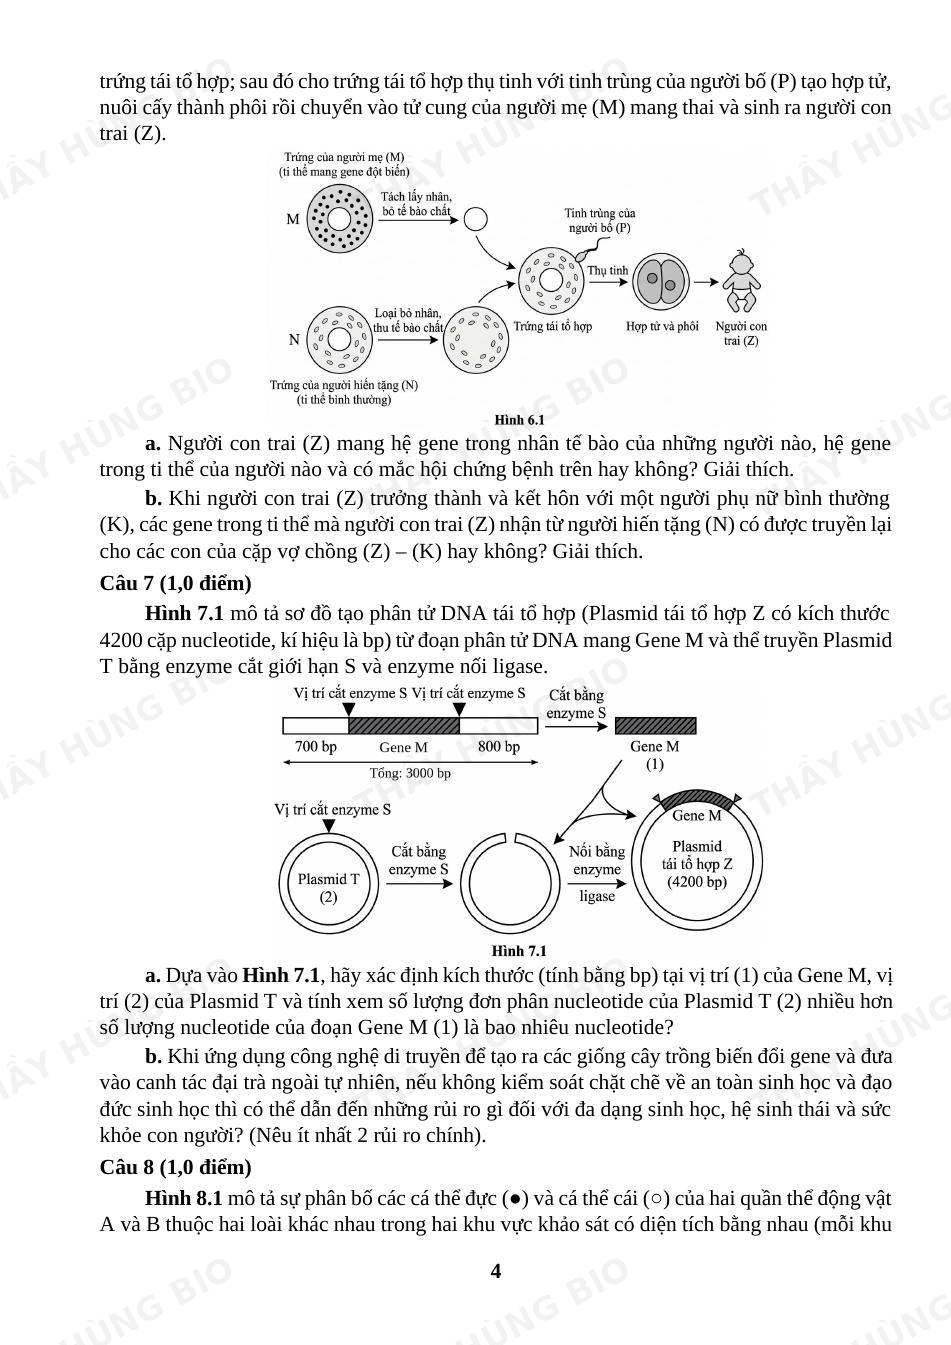 trứng tái tổ hợp; sau đó cho trứng tái tổ hợp thụ tinh với tinh trùng của người bố (P) tạo hợp tử,
nuôi cấy thành phôi rồi chuyển vào tử cung của người mẹ (M) mang thai và sinh ra người con
trai (Z).
Trứng của người mẹ (M)
(ti thể mang gene đột biến)
M
Tách lấy nhân,
bỏ tế bào chất
Tinh trùng của
người bố (P)
Thụ tinh
N
Loại bỏ nhân,
thu tế bào chất
Trứng tái tổ hợp
Hợp tử và phôi
Người con
trai (Z)
Trứng của người hiến tặng (N)
(ti thể bình thường)
Hình 6.1
a. Người con trai (Z) mang hệ gene trong nhân tế bào của những người nào, hệ gene
trong ti thể của người nào và có mắc hội chứng bệnh trên hay không? Giải thích.
b. Khi người con trai (Z) trưởng thành và kết hôn với một người phụ nữ bình thường
(K), các gene trong ti thể mà người con trai (Z) nhận từ người hiến tặng (N) có được truyền lại
cho các con của cặp vợ chồng (Z) – (K) hay không? Giải thích.
Câu 7 (1,0 điểm)
Hình 7.1 mô tả sơ đồ tạo phân tử DNA tái tổ hợp (Plasmid tái tổ hợp Z có kích thước
4200 cặp nucleotide, kí hiệu là bp) từ đoạn phân tử DNA mang Gene M và thể truyền Plasmid
T bằng enzyme cắt giới hạn S và enzyme nối ligase.
Vị trí cắt enzyme S Vị trí cắt enzyme S
Cắt bằng
enzyme S
700 bp
Gene M
800 bp
Tổng: 3000 bp
Gene M
(1)
Vị trí cắt enzyme S
Plasmid T
(2)
Cắt bằng
enzyme S
Nối bằng
enzyme
ligase
Gene M
Plasmid
tái tổ hợp Z
(4200 bp)
Hình 7.1
a. Dựa vào Hình 7.1, hãy xác định kích thước (tính bằng bp) tại vị trí (1) của Gene M, vị
trí (2) của Plasmid T và tính xem số lượng đơn phân nucleotide của Plasmid T (2) nhiều hơn
số lượng nucleotide của đoạn Gene M (1) là bao nhiêu nucleotide?
b. Khi ứng dụng công nghệ di truyền để tạo ra các giống cây trồng biến đổi gene và đưa
vào canh tác đại trà ngoài tự nhiên, nếu không kiểm soát chặt chẽ về an toàn sinh học và đạo
đức sinh học thì có thể dẫn đến những rủi ro gì đối với đa dạng sinh học, hệ sinh thái và sức
khỏe con người? (Nêu ít nhất 2 rủi ro chính).
Câu 8 (1,0 điểm)
Hình 8.1 mô tả sự phân bố các cá thể đực (●) và cá thể cái (○) của hai quần thể động vật
A và B thuộc hai loài khác nhau trong hai khu vực khảo sát có diện tích bằng nhau (mỗi khu
4
THẦY HÙNG BIO